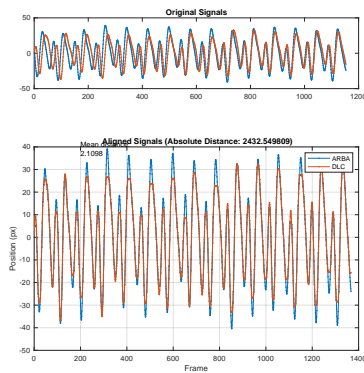 Original Signals
50
0
-50
0 200 400 600 800 1000 1200 1400
Aligned Signals (Absolute Distance: 2432.549809)
2.1098
ARBA
DLC
40
30
20
10
0
-10
-20
-30
-40
-50
Position (px)
0 200 400 600 800 1000 1200 1400
Frame